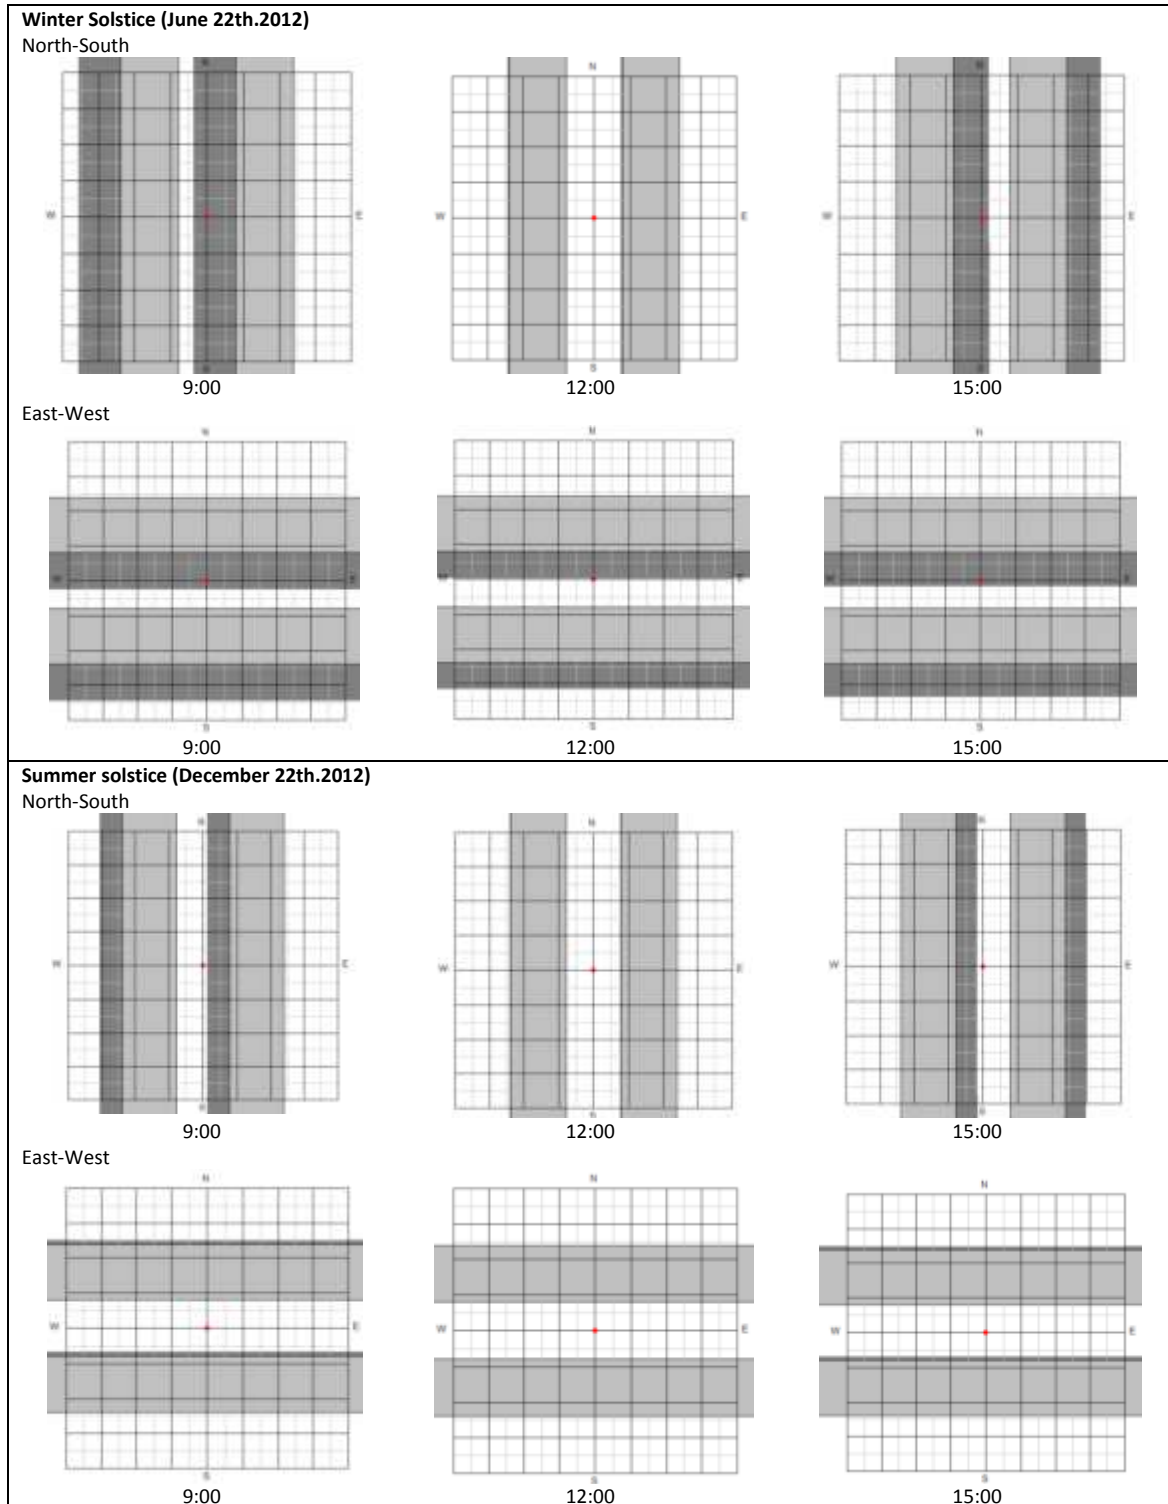 Winter Solstice (June 22th.2012)
North-South
N
W E W E W E
S
9:00 12:00 15:00
East-West
N
S
9:00 12:00 15:00
Summer solstice (December 22th.2012)
North-South
W E W E W E
9:00 12:00 15:00
East-West
N N N
W E W E W E
S S S
9:00 12:00 15:00